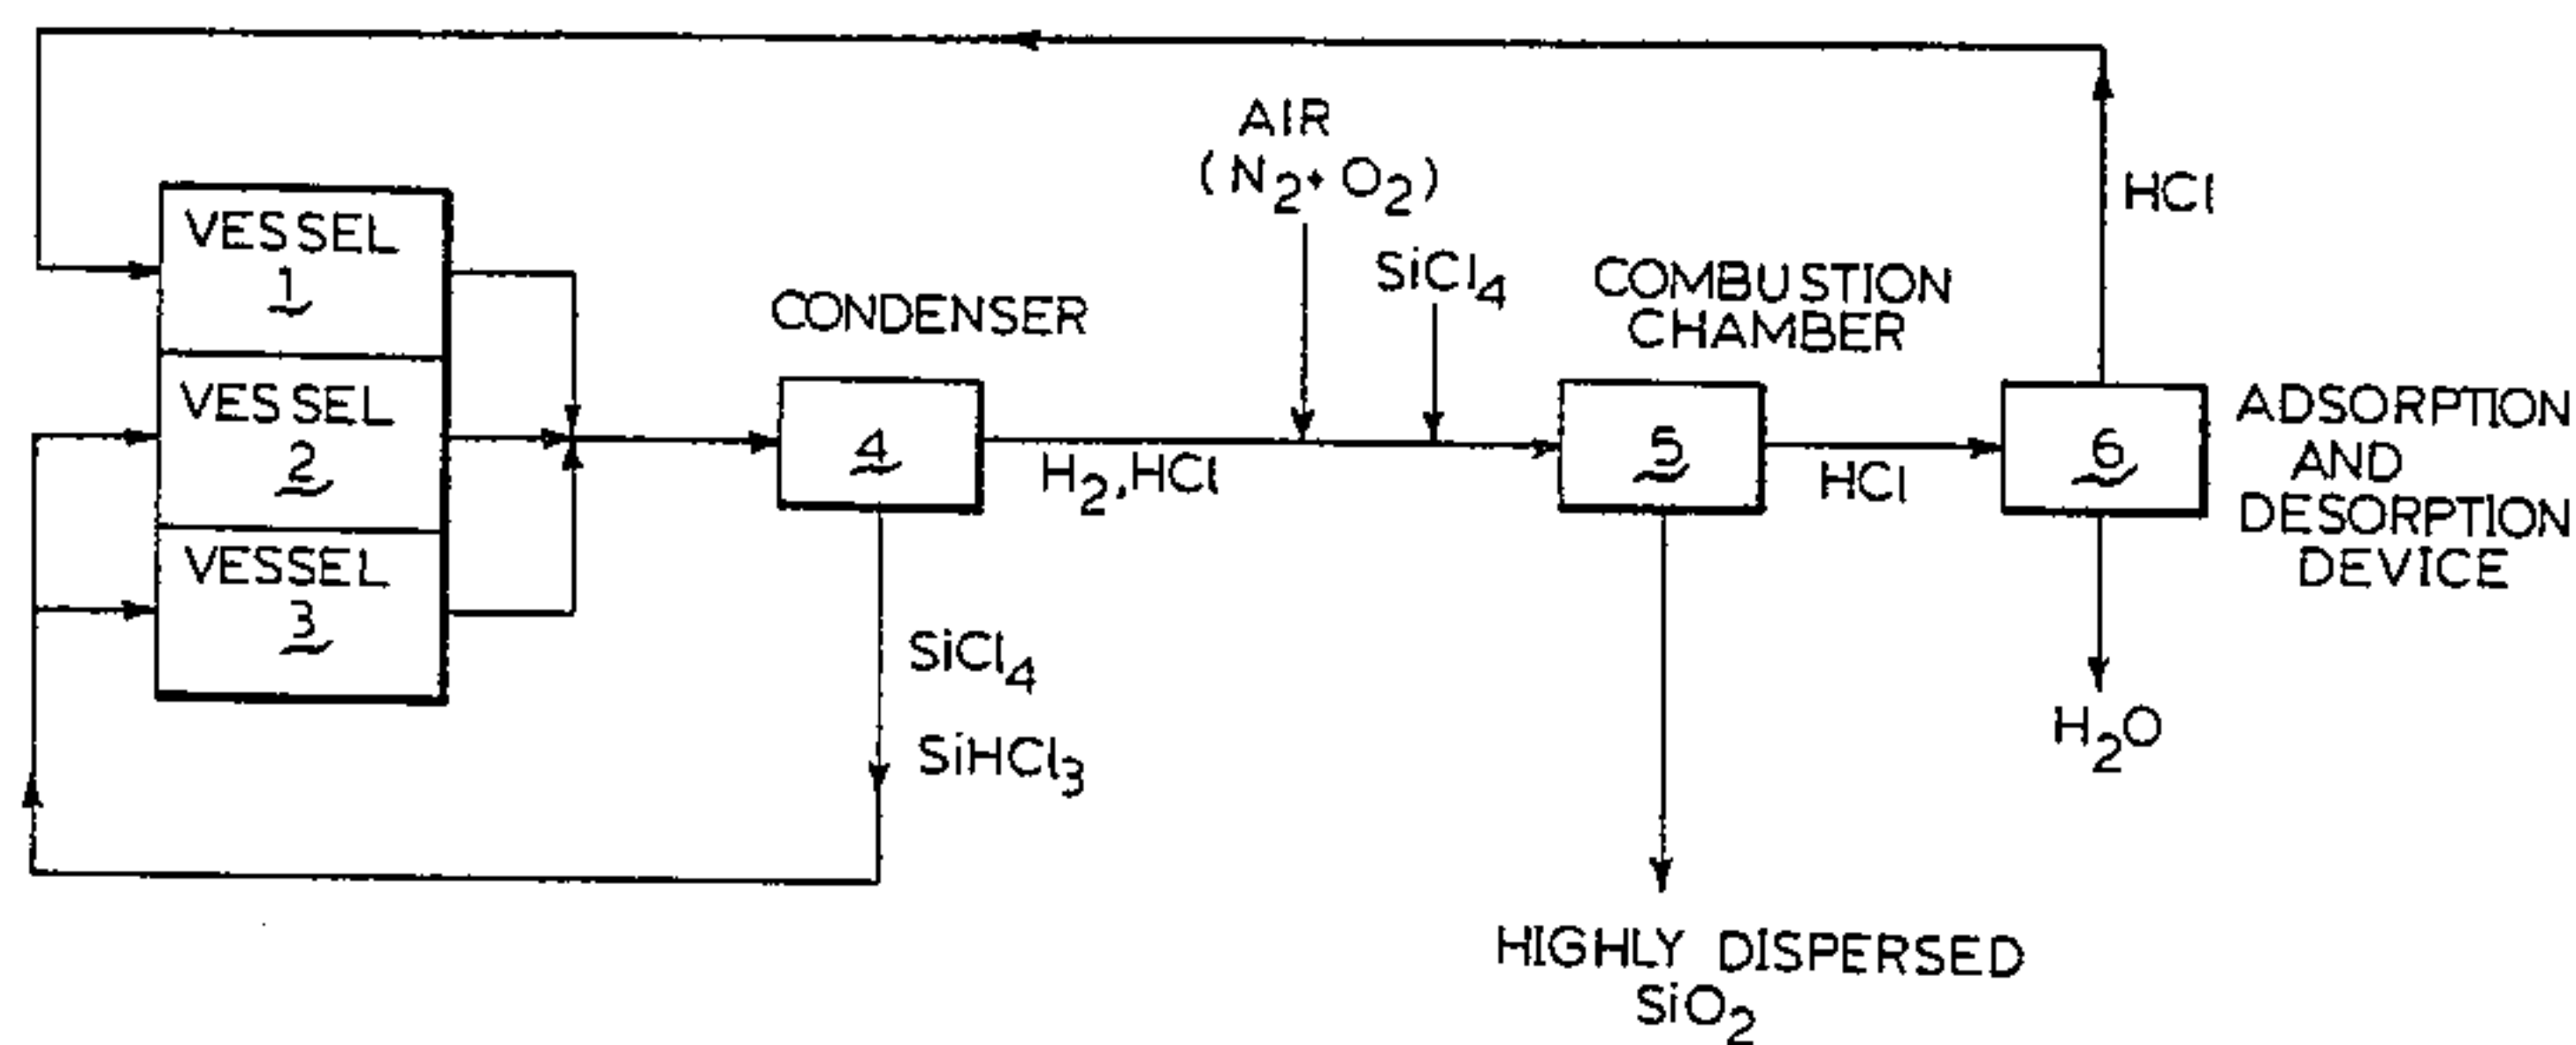 AIR
(N₂+O₂)
HCl
VESSEL
1
SiCl₄
COMBUSTION
CHAMBER
CONDENSER
VESSEL
2
4
H₂,HCl
5
HCl
6
ADSORPTION
AND
DESORPTION
DEVICE
VESSEL
3
SiCl₄
SiHCl₃
H₂O
HIGHLY DISPERSED
SiO₂